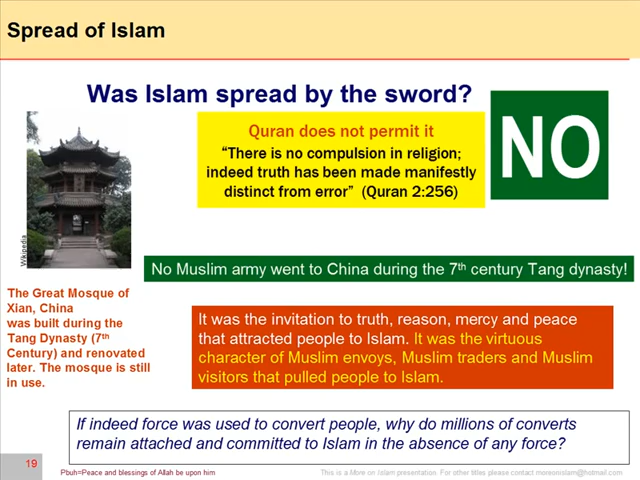 Spread of Islam
Was Islam spread by the sword?
Quran does not permit it
“There is no compulsion in religion;
indeed truth has been made manifestly
distinct from error” (Quran 2:256)
NO
Wikipedia
No Muslim army went to China during the 7th century Tang dynasty!
The Great Mosque of
Xian, China
was built during the
Tang Dynasty (7th
Century) and renovated
later. The mosque is still
in use.
It was the invitation to truth, reason, mercy and peace
that attracted people to Islam. It was the virtuous
character of Muslim envoys, Muslim traders and Muslim
visitors that pulled people to Islam.
If indeed force was used to convert people, why do millions of converts
remain attached and committed to Islam in the absence of any force?
19
Pbuh=Peace and blessings of Allah be upon him.
This is a More on Islam presentation. For other titles please contact moreonislam@hotmail.com